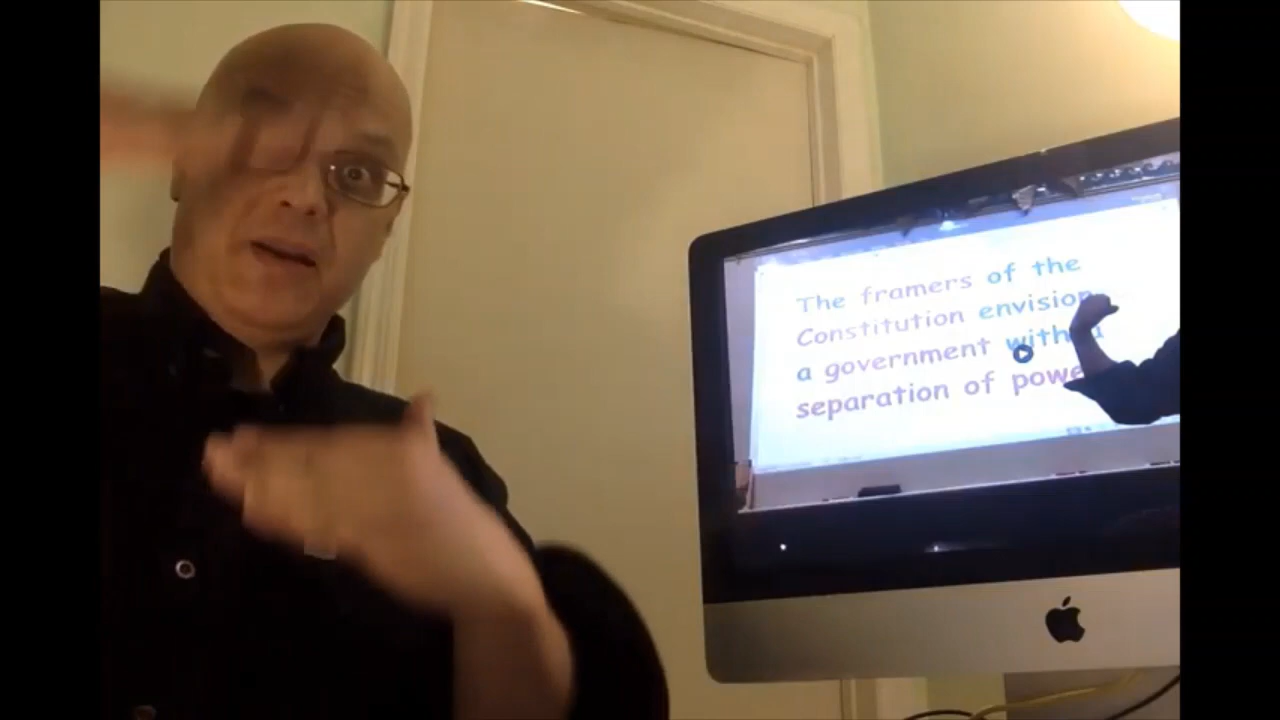 The framers of the
Constitution envision
a government with a
separation of powe